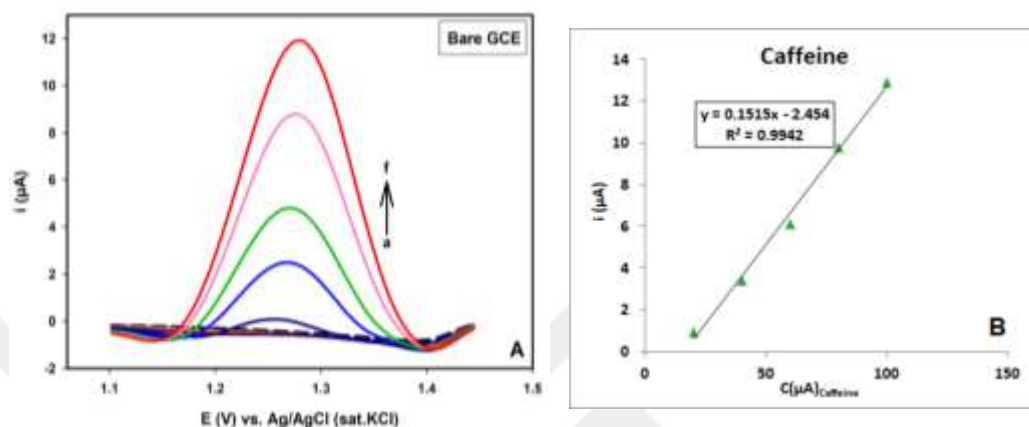 Bare GCE
12
10
8
6
4
2
0
-2
i (µA)
f
a
A
1.1
1.2
1.3
1.4
1.5
E (V) vs. Ag/AgCl (sat.KCl)
Caffeine
y = 0.1515x - 2.454
R² = 0.9942
14
12
10
8
6
4
2
0
i (µA)
B
0
50
100
150
C(µA)Caffeine